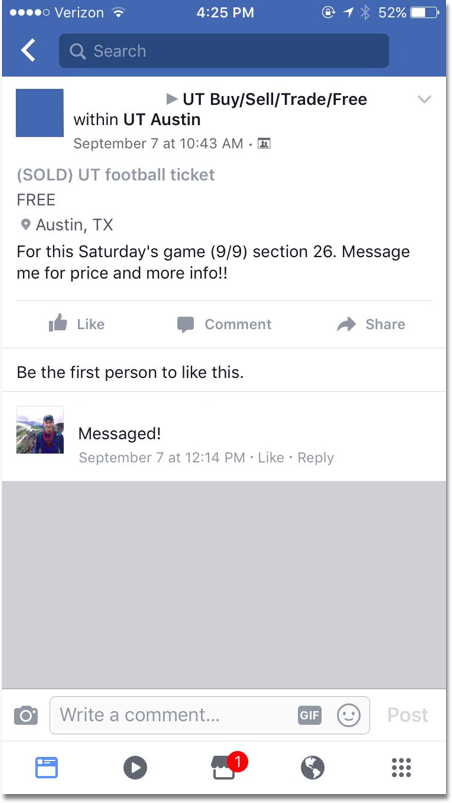 Verizon 4:25 PM 52%
Search
UT Buy/Sell/Trade/Free
within UT Austin
September 7 at 10:43 AM ·
(SOLD) UT football ticket
FREE
Austin, TX
For this Saturday's game (9/9) section 26. Message
me for price and more info!!
Like Comment Share
Be the first person to like this.
Messaged!
September 7 at 12:14 PM · Like · Reply
Write a comment... GIF Post
1